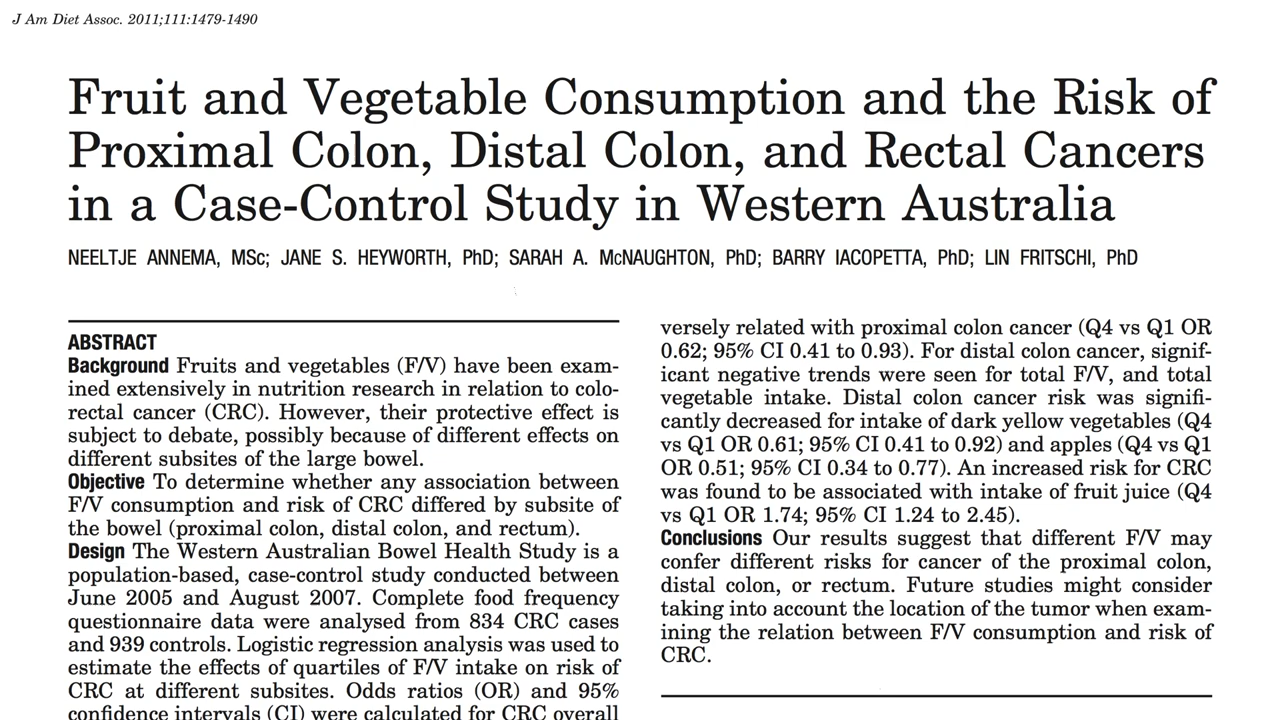 J Am Diet Assoc. 2011;111:1479-1490
Fruit and Vegetable Consumption and the Risk of
Proximal Colon, Distal Colon, and Rectal Cancers
in a Case-Control Study in Western Australia
NEELTJE ANNEMA, MSc; JANE S. HEYWORTH, PhD; SARAH A. McNAUGHTON, PhD; BARRY IACOPETTA, PhD; LIN FRITSCHI, PhD
ABSTRACT
Background Fruits and vegetables (F/V) have been exam-
ined extensively in nutrition research in relation to colo-
rectal cancer (CRC). However, their protective effect is
subject to debate, possibly because of different effects on
different subsites of the large bowel.
Objective To determine whether any association between
F/V consumption and risk of CRC differed by subsite of
the bowel (proximal colon, distal colon, and rectum).
Design The Western Australian Bowel Health Study is a
population-based, case-control study conducted between
June 2005 and August 2007. Complete food frequency
questionnaire data were analysed from 834 CRC cases
and 939 controls. Logistic regression analysis was used to
estimate the effects of quartiles of F/V intake on risk of
CRC at different subsites. Odds ratios (OR) and 95%
confidence intervals (CI) were calculated for CRC overall
versely related with proximal colon cancer (Q4 vs Q1 OR
0.62; 95% CI 0.41 to 0.93). For distal colon cancer, signif-
icant negative trends were seen for total F/V, and total
vegetable intake. Distal colon cancer risk was signifi-
cantly decreased for intake of dark yellow vegetables (Q4
vs Q1 OR 0.61; 95% CI 0.41 to 0.92) and apples (Q4 vs Q1
OR 0.51; 95% CI 0.34 to 0.77). An increased risk for CRC
was found to be associated with intake of fruit juice (Q4
vs Q1 OR 1.74; 95% CI 1.24 to 2.45).
Conclusions Our results suggest that different F/V may
confer different risks for cancer of the proximal colon,
distal colon, or rectum. Future studies might consider
taking into account the location of the tumor when exam-
ining the relation between F/V consumption and risk of
CRC.